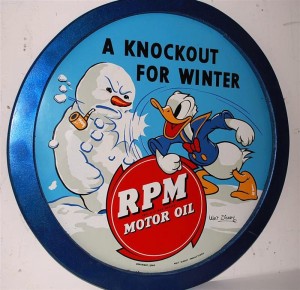 A KNOCKOUT
FOR WINTER
RPM
MOTOR OIL
Walt Disney